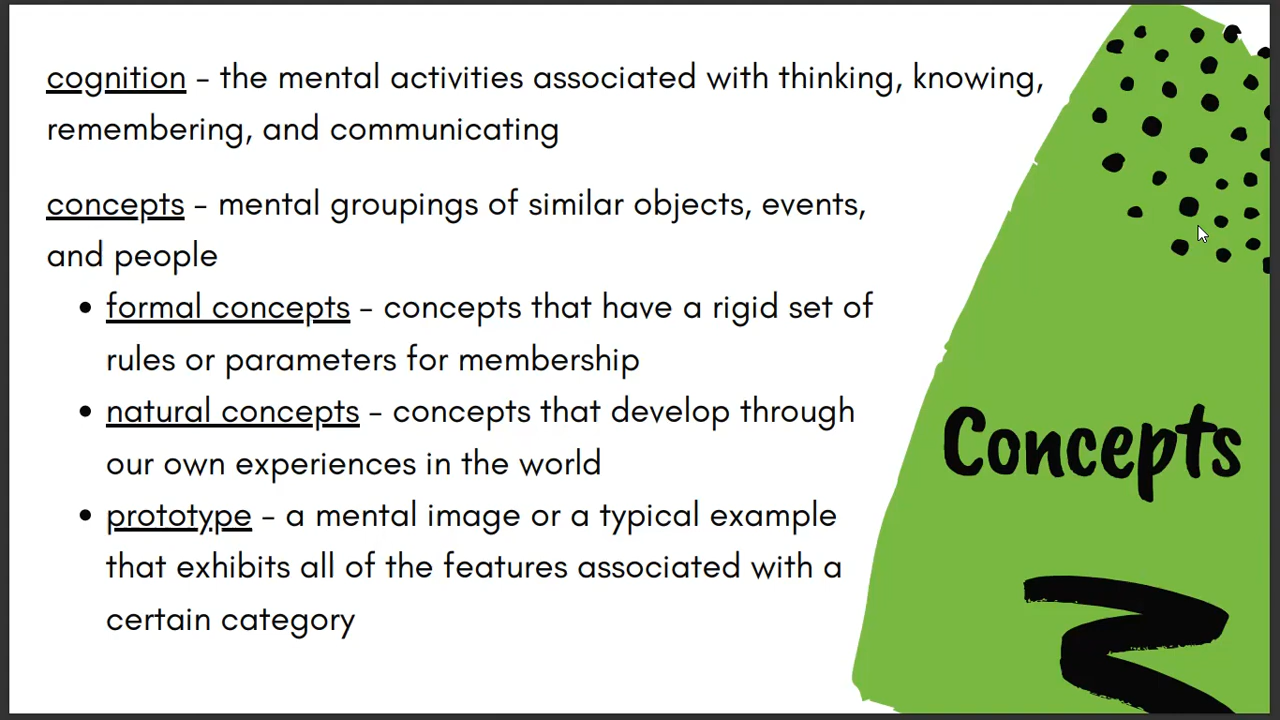 cognition - the mental activities associated with thinking, knowing,
remembering, and communicating
concepts - mental groupings of similar objects, events,
and people
• formal concepts - concepts that have a rigid set of
rules or parameters for membership
• natural concepts - concepts that develop through
our own experiences in the world
• prototype - a mental image or a typical example
that exhibits all of the features associated with a
certain category
Concepts